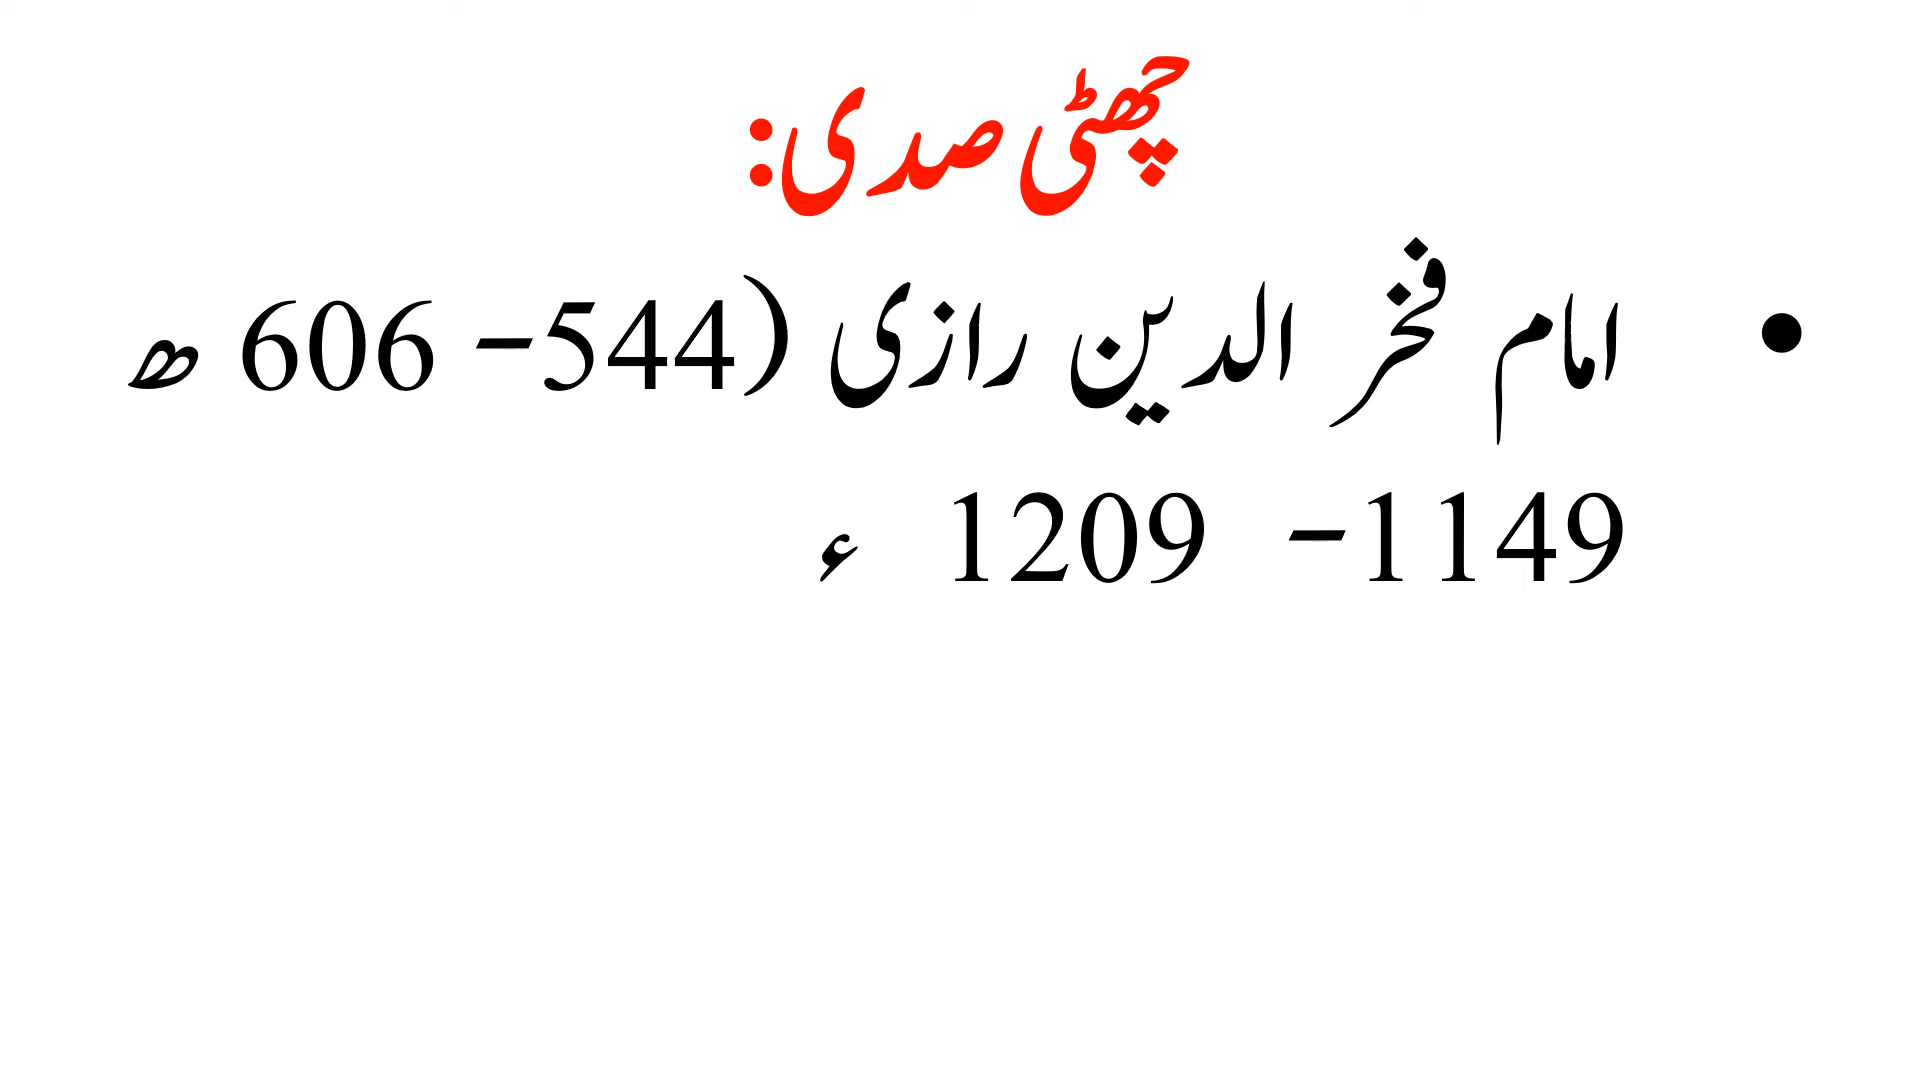 چھٹی صدی:
• امام فخر الدین رازی (544- 606 ھ
1149- 1209 ء